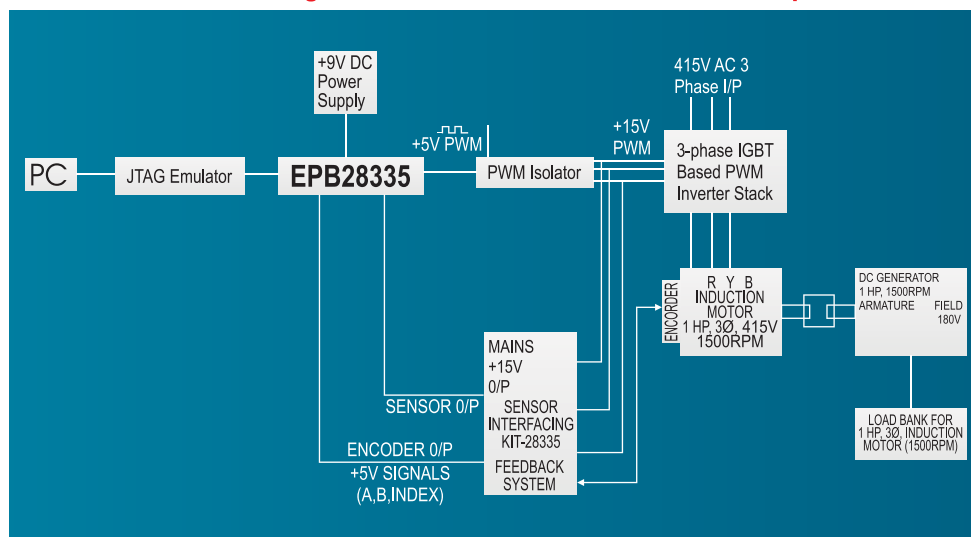 +9V DC
Power
Supply
415V AC 3
Phase I/P
+5V PWM
+15V
PWM
PC
JTAG Emulator
EPB28335
PWM Isolator
3-phase IGBT
Based PWM
Inverter Stack
ENCORDER
R Y B
INDUCTION
MOTOR
1 HP, 3Ø, 415V
1500RPM
DC GENERATOR
1 HP, 1500RPM
ARMATURE FIELD
180V
MAINS
+15V
0/P
SENSOR 0/P
SENSOR
INTERFACING
KIT-28335
ENCODER 0/P
+5V SIGNALS
(A,B,INDEX)
FEEDBACK
SYSTEM
LOAD BANK FOR
1 HP, 3Ø, INDUCTION
MOTOR (1500RPM)